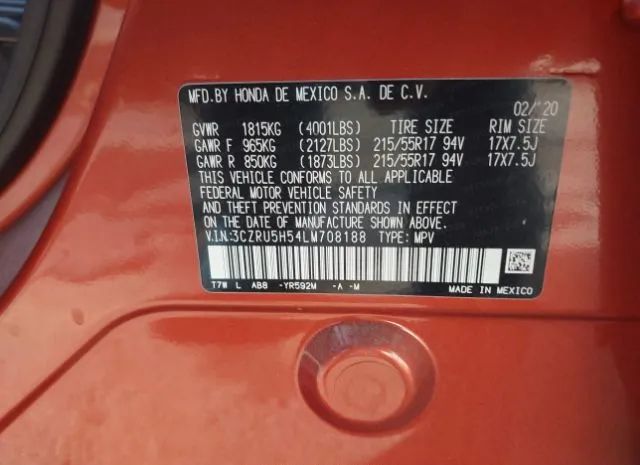 MFD.BY HONDA DE MEXICO S.A. DE C.V.
02/'20
GVWR 1815KG (4001LBS) TIRE SIZE RIM SIZE
GAWR F 965KG (2127LBS) 215/55R17 94V 17X7.5J
GAWR R 850KG (1873LBS) 215/55R17 94V 17X7.5J
THIS VEHICLE CONFORMS TO ALL APPLICABLE
FEDERAL MOTOR VEHICLE SAFETY
AND THEFT PREVENTION STANDARDS IN EFFECT
ON THE DATE OF MANUFACTURE SHOWN ABOVE.
V.I.N:3CZRU5H54LM708188 TYPE: MPV
T7W L AB8 -YR592M -A -M
MADE IN MEXICO